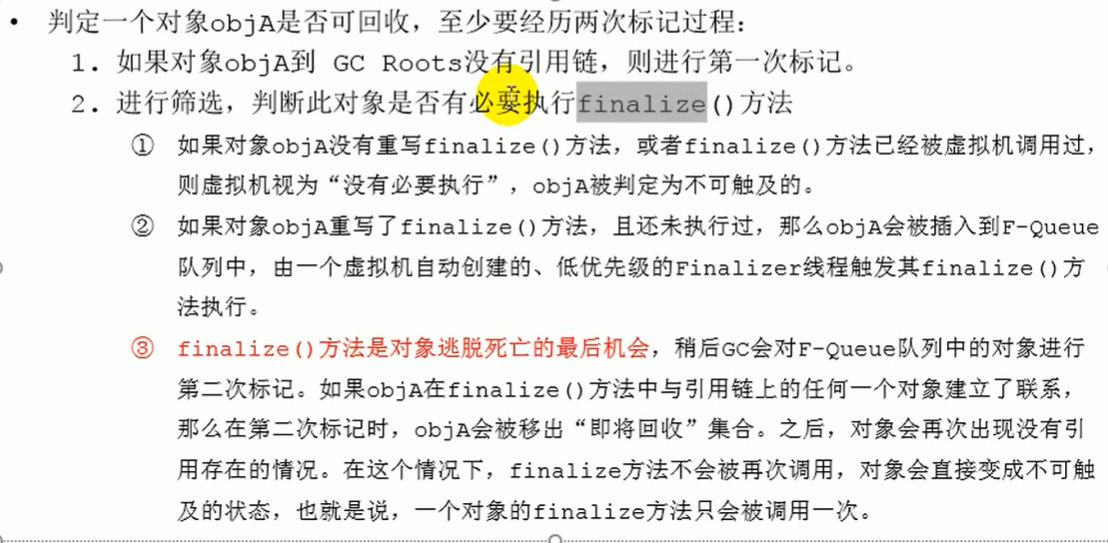 • 判定一个对象objA是否可回收，至少要经历两次标记过程：
1. 如果对象objA到 GC Roots没有引用链，则进行第一次标记。
2. 进行筛选，判断此对象是否有必要执行finalize()方法
① 如果对象objA没有重写finalize()方法，或者finalize()方法已经被虚拟机调用过，
则虚拟机视为“没有必要执行”，objA被判定为不可触及的。
② 如果对象objA重写了finalize()方法，且还未执行过，那么objA会被插入到F-Queue
队列中，由一个虚拟机自动创建的、低优先级的Finalizer线程触发其finalize()方
法执行。
③ finalize()方法是对象逃脱死亡的最后机会，稍后GC会对F-Queue队列中的对象进行
第二次标记。如果objA在finalize()方法中与引用链上的任何一个对象建立了联系，
那么在第二次标记时，objA会被移出“即将回收”集合。之后，对象会再次出现没有引
用存在的情况。在这个情况下，finalize方法不会被再次调用，对象会直接变成不可触
及的状态，也就是说，一个对象的finalize方法只会被调用一次。